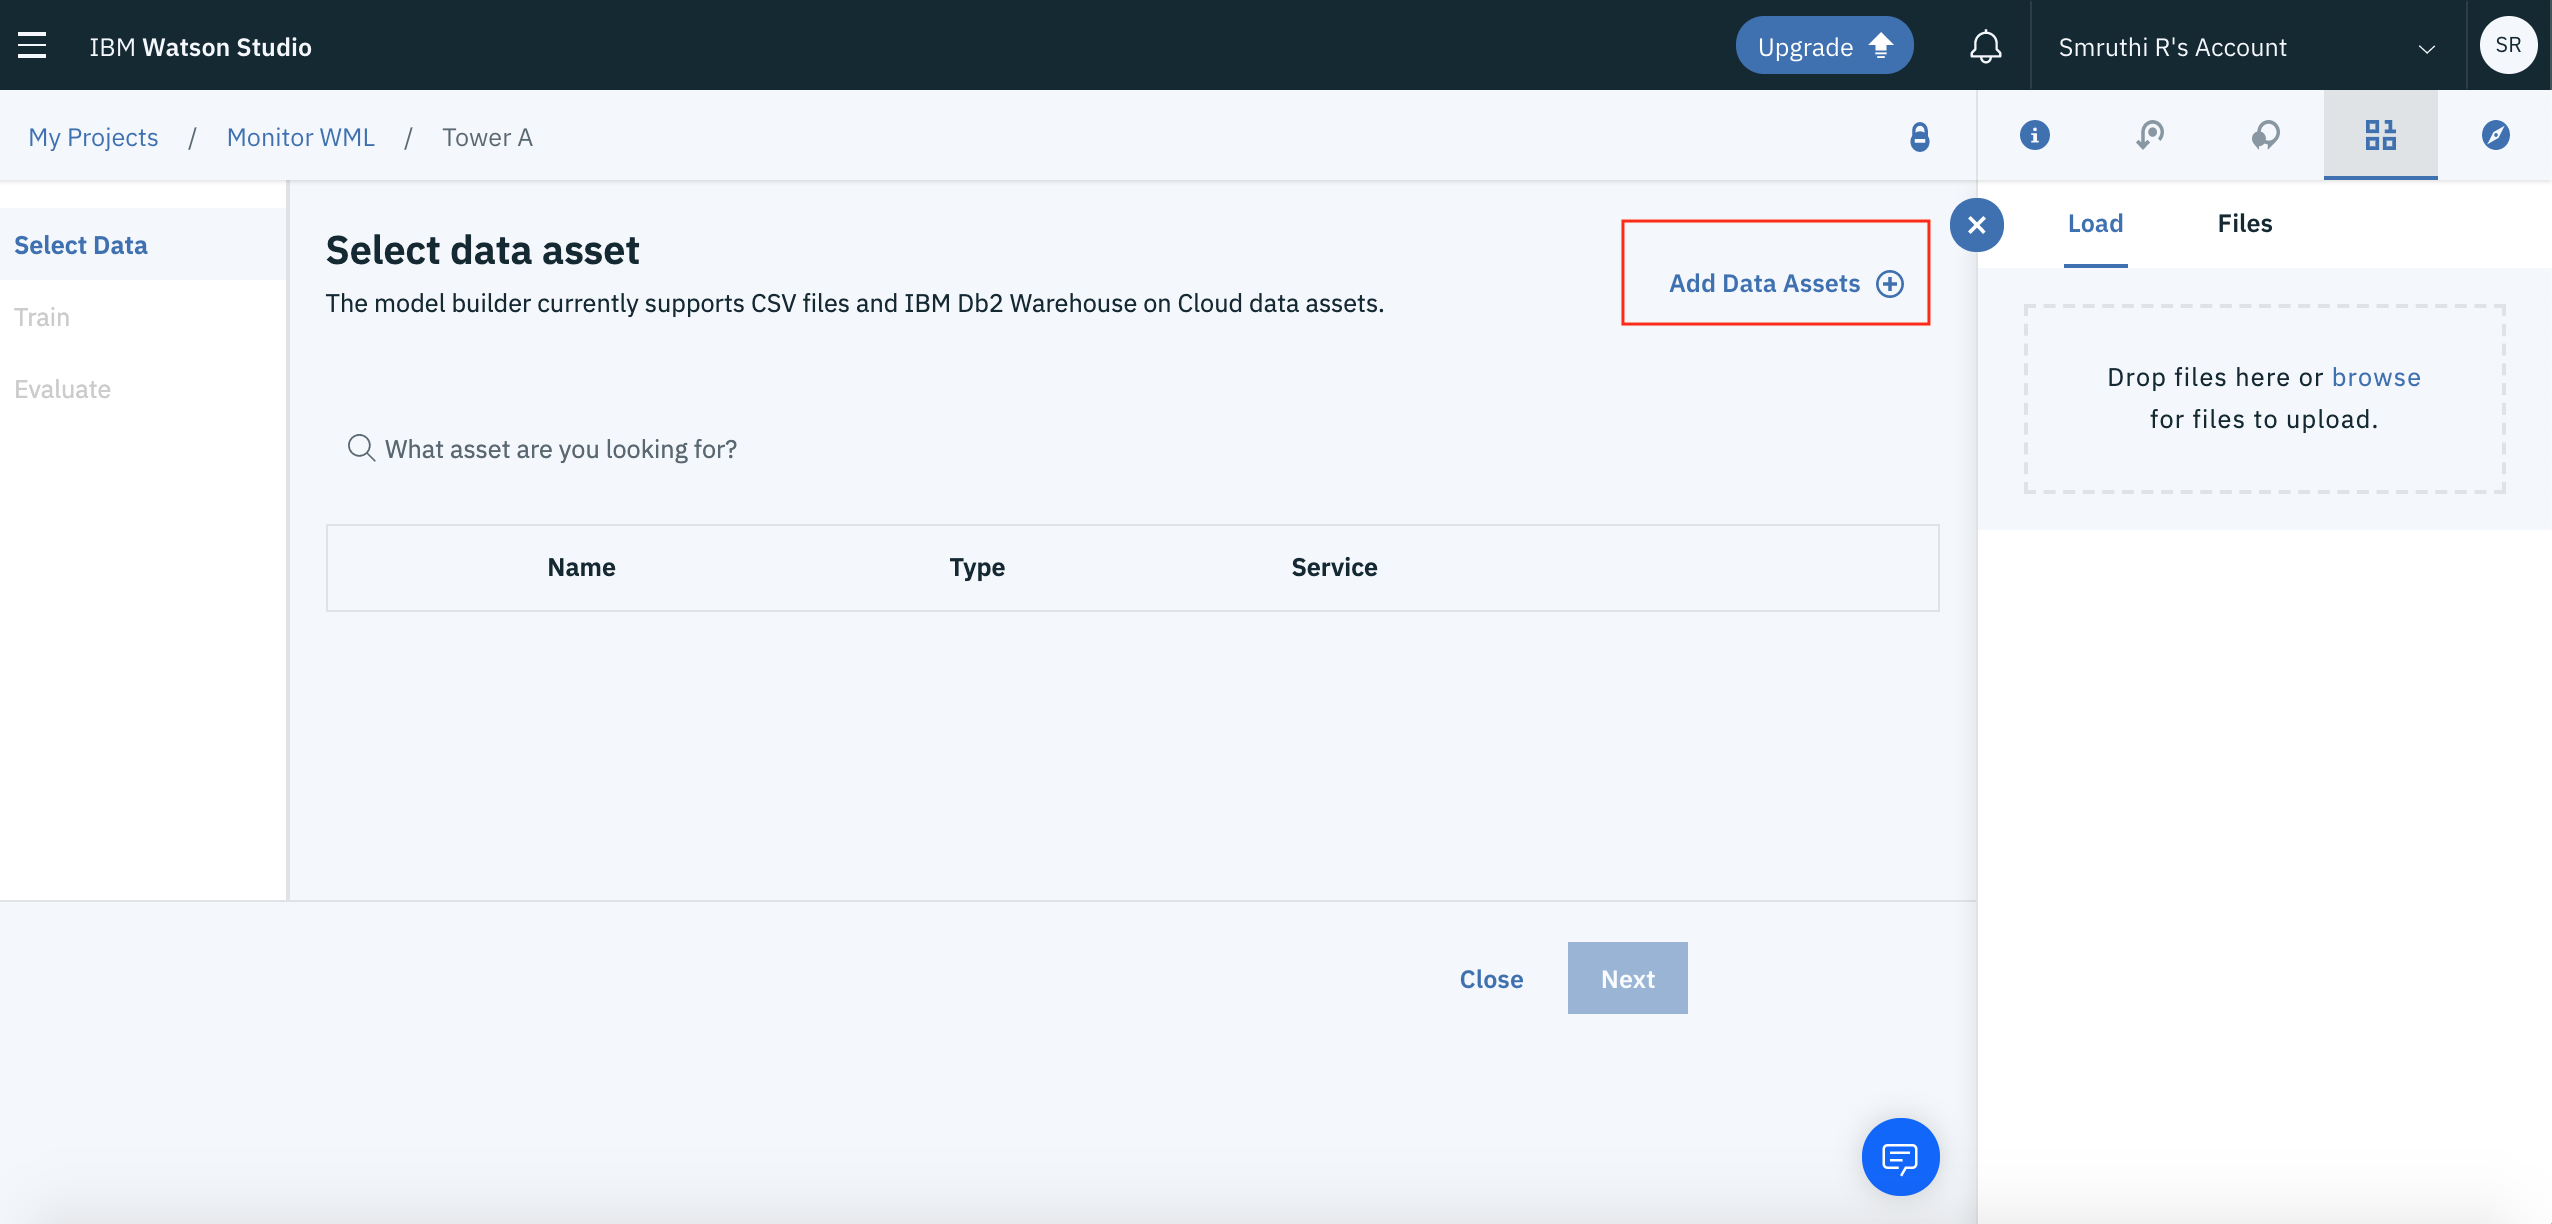 IBM Watson Studio
Upgrade
Smruthi R's Account
SR
My Projects / Monitor WML / Tower A
Select Data
Train
Evaluate
Select data asset
The model builder currently supports CSV files and IBM Db2 Warehouse on Cloud data assets.
Add Data Assets
What asset are you looking for?
Name Type Service
Close
Next
Load
Files
Drop files here or browse
for files to upload.